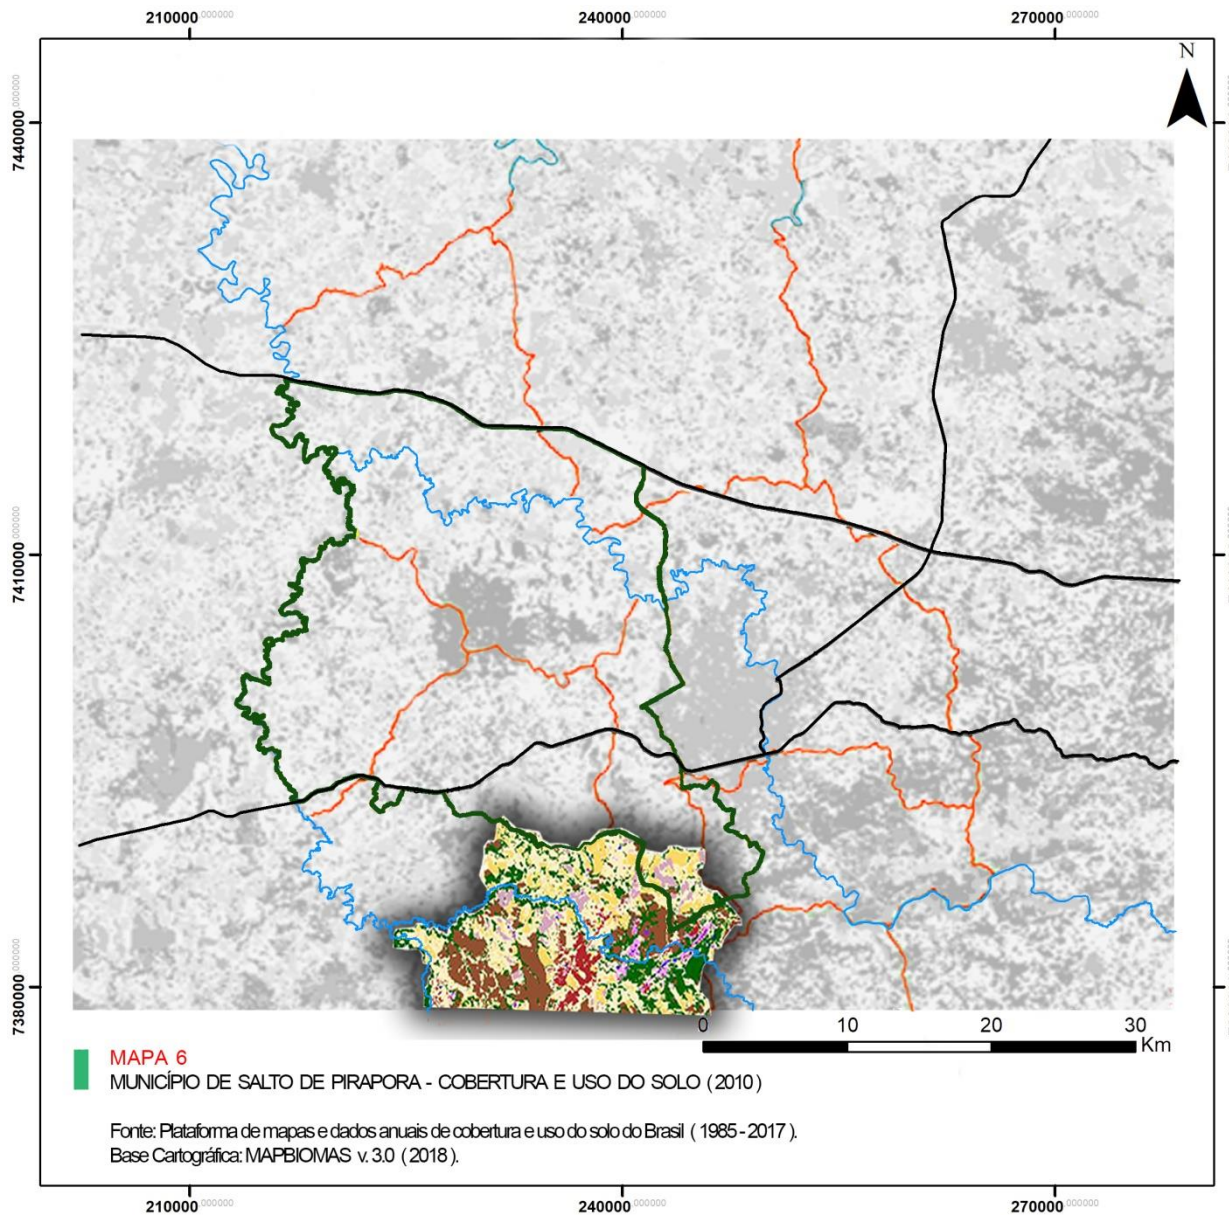 210000,000000 240000,000000 270000,000000
N
7440000,000000
7410000,000000
7380000,000000
0 10 20 30
Km
MAPA 6
MUNICÍPIO DE SALTO DE PIRAPORA - COBERTURA E USO DO SOLO (2010)
Fonte: Plataforma de mapas e dados anuais de cobertura e uso do solo do Brasil (1985-2017).
Base Cartográfica: MAPBIOMAS v. 3.0 (2018).
210000,000000 240000,000000 270000,000000